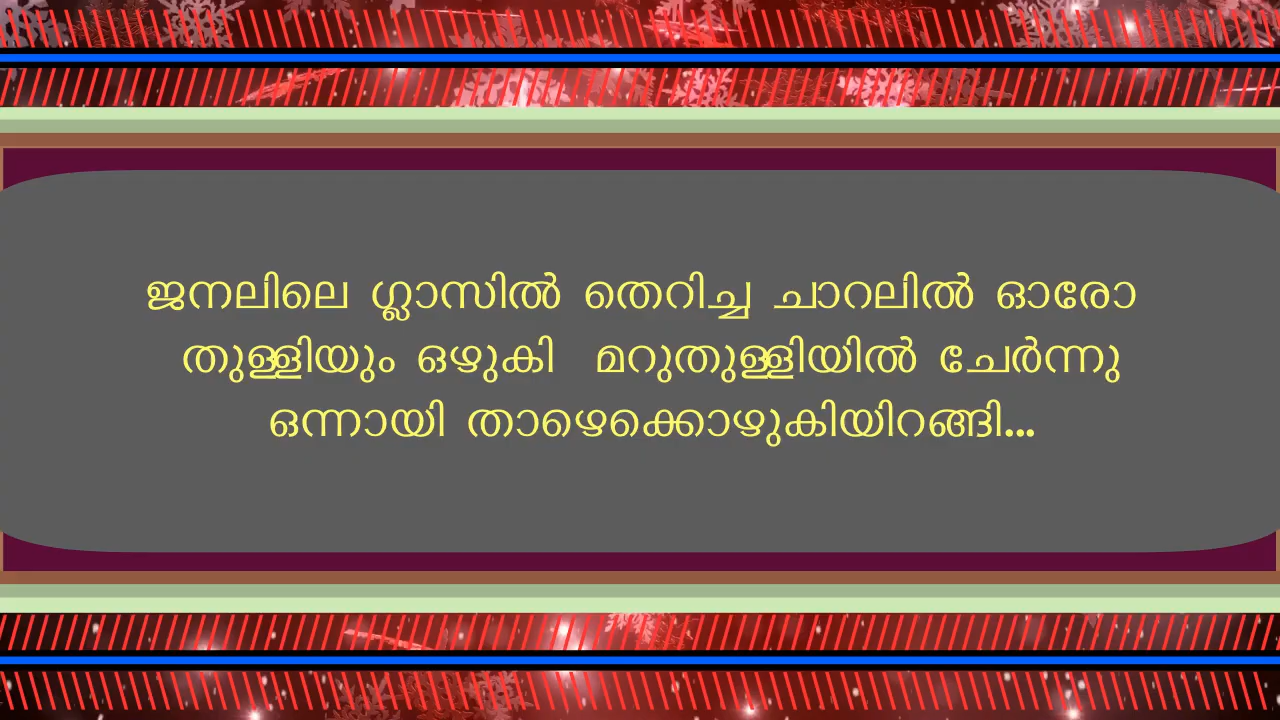 ജനലിലെ ഗ്ലാസിൽ തെറിച്ച ചാറലിൽ ഓരോ
തുള്ളിയും ഒഴുകി മറുതുള്ളിയിൽ ചേർന്നു
ഒന്നായി താഴെക്കൊഴുകിയിറങ്ങി...